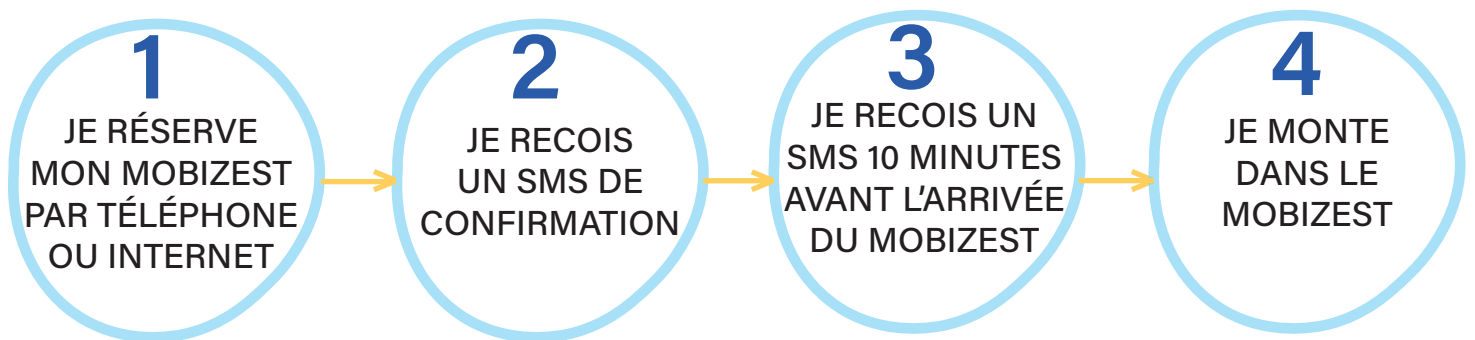 1
JE RÉSERVE
MON MOBIZEST
PAR TÉLÉPHONE
OU INTERNET
2
JE RECOIS
UN SMS DE
CONFIRMATION
3
JE RECOIS UN
SMS 10 MINUTES
AVANT L'ARRIVÉE
DU MOBIZEST
4
JE MONTE
DANS LE
MOBIZEST